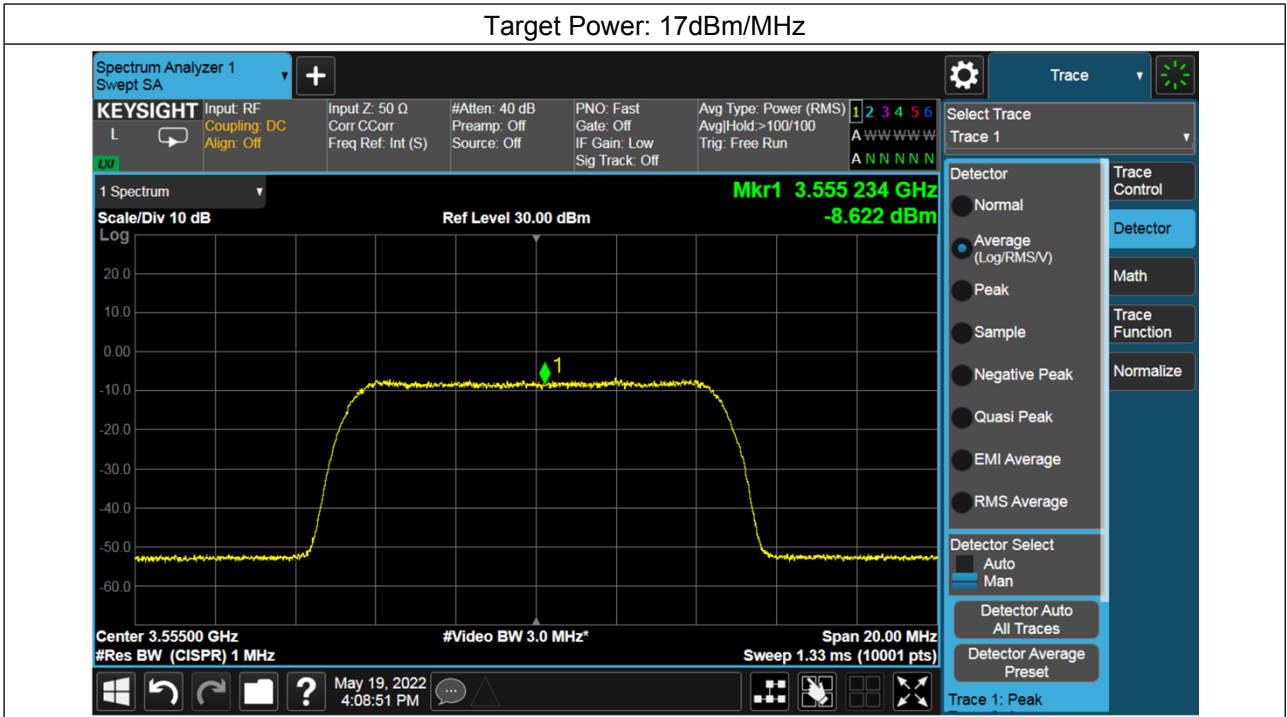 Target Power: 17dBm/MHz
Spectrum Analyzer 1
Swept SA
Trace
KEYSIGHT
L
LXI
Input: RF
Coupling: DC
Align: Off
Input Z: 50 Ω
Corr CCorr
Freq Ref: Int (S)
#Atten: 40 dB
Preamp: Off
Source: Off
PNO: Fast
Gate: Off
IF Gain: Low
Sig Track: Off
Avg Type: Power (RMS)
Avg|Hold:>100/100
Trig: Free Run
1 2 3 4 5 6
A W W W W W
A N N N N N
Select Trace
Trace 1
1 Spectrum
Mkr1 3.555 234 GHz
-8.622 dBm
Scale/Div 10 dB
Ref Level 30.00 dBm
Log
20.0
10.0
0.00
-10.0
-20.0
-30.0
-40.0
-50.0
-60.0
1
Center 3.55500 GHz
#Video BW 3.0 MHz*
Span 20.00 MHz
#Res BW (CISPR) 1 MHz
Sweep 1.33 ms (10001 pts)
Detector
Normal
Average
(Log/RMS/V)
Peak
Sample
Negative Peak
Quasi Peak
EMI Average
RMS Average
Detector Select
Auto
Man
Detector Auto
All Traces
Detector Average
Preset
Trace 1: Peak
Trace
Control
Detector
Math
Trace
Function
Normalize
?
May 19, 2022
4:08:51 PM